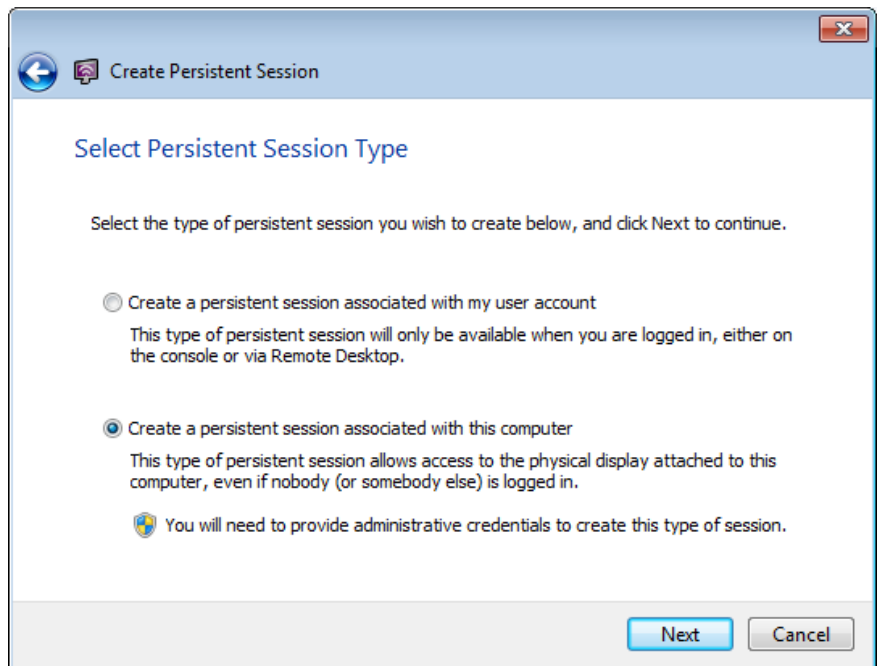 Create Persistent Session
Select Persistent Session Type
Select the type of persistent session you wish to create below, and click Next to continue.
Create a persistent session associated with my user account
This type of persistent session will only be available when you are logged in, either on
the console or via Remote Desktop.
Create a persistent session associated with this computer
This type of persistent session allows access to the physical display attached to this
computer, even if nobody (or somebody else) is logged in.
You will need to provide administrative credentials to create this type of session.
Next Cancel